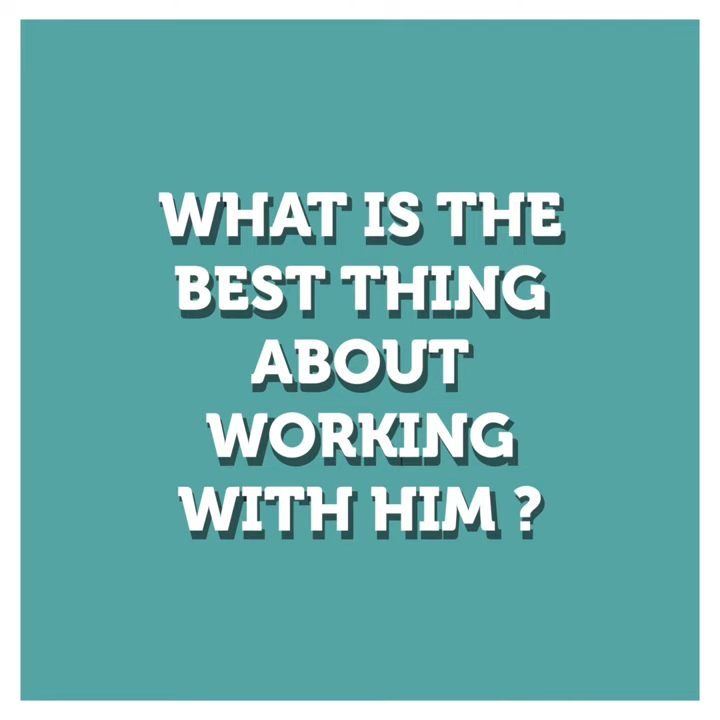 WHAT IS THE
BEST THING
ABOUT
WORKING
WITH HIM ?